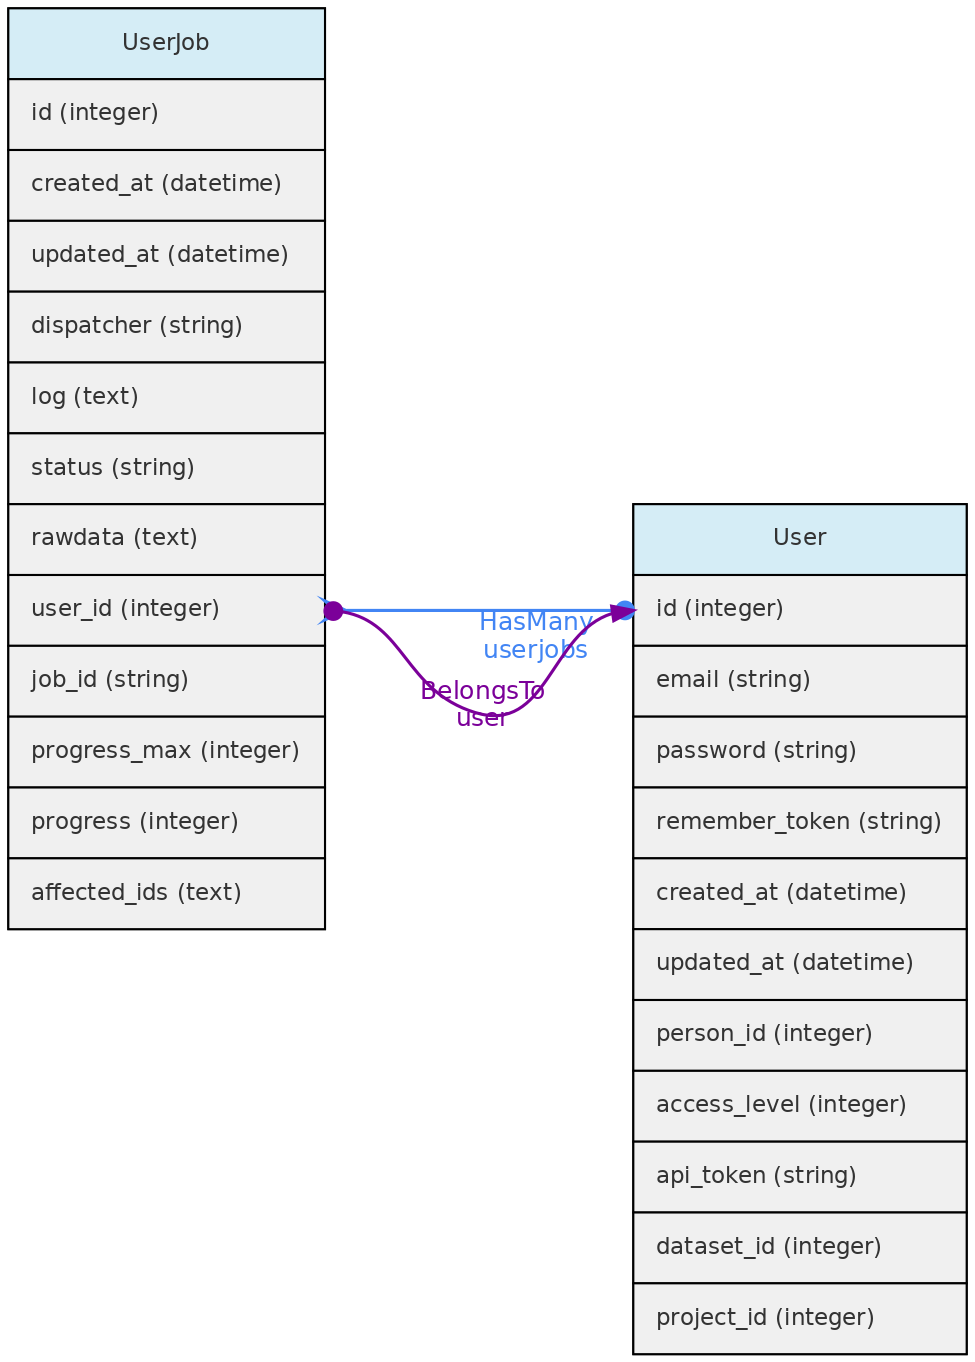 UserJob
id (integer)
created_at (datetime)
updated_at (datetime)
dispatcher (string)
log (text)
status (string)
rawdata (text)
user_id (integer)
job_id (string)
progress_max (integer)
progress (integer)
affected_ids (text)
HasMany
userjobs
BelongsTo
user
User
id (integer)
email (string)
password (string)
remember_token (string)
created_at (datetime)
updated_at (datetime)
person_id (integer)
access_level (integer)
api_token (string)
dataset_id (integer)
project_id (integer)